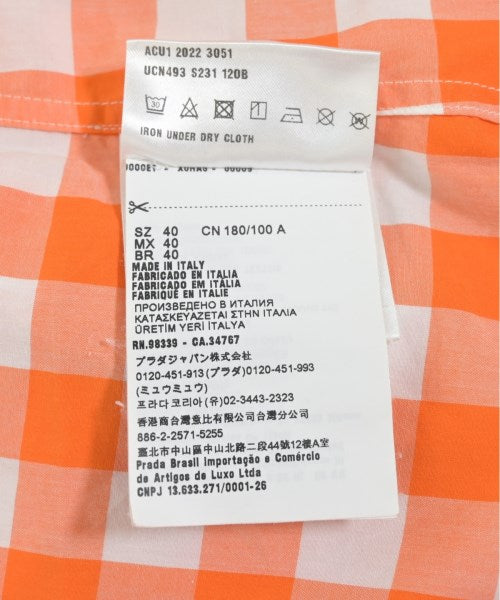 ACU1 2022 3051
UCN493 S231 120B
30
IRON UNDER DRY CLOTH
SZ 40 CN 180/100 A
MX 40
BR 40
MADE IN ITALY
FABRICADO EN ITALIA
FABRICADO EM ITÁLIA
FABRIQUÉ EN ITALIE
ПРОИЗВЕДЕНО В ИТАЛИЯ
ΚΑΤΑΣΚΕΥΑΖΕΤΑΙ ΣΤΗΝ ΙΤΑΛΙΑ
ÜRETİM YERİ İTALYA
RN.98339 - CA.34767
プラダジャパン株式会社
0120-451-913(プラダ)0120-451-993
(ミュウミュウ)
프라다코리아(유)02-3443-2323
香港商台灣意比有限公司台灣分公司
886-2-2571-5255
臺北市中山區中山北路二段44號12樓A室
Prada Brasil Importação e Comércio
de Artigos de Luxo Ltda
CNPJ 13.633.271/0001-26